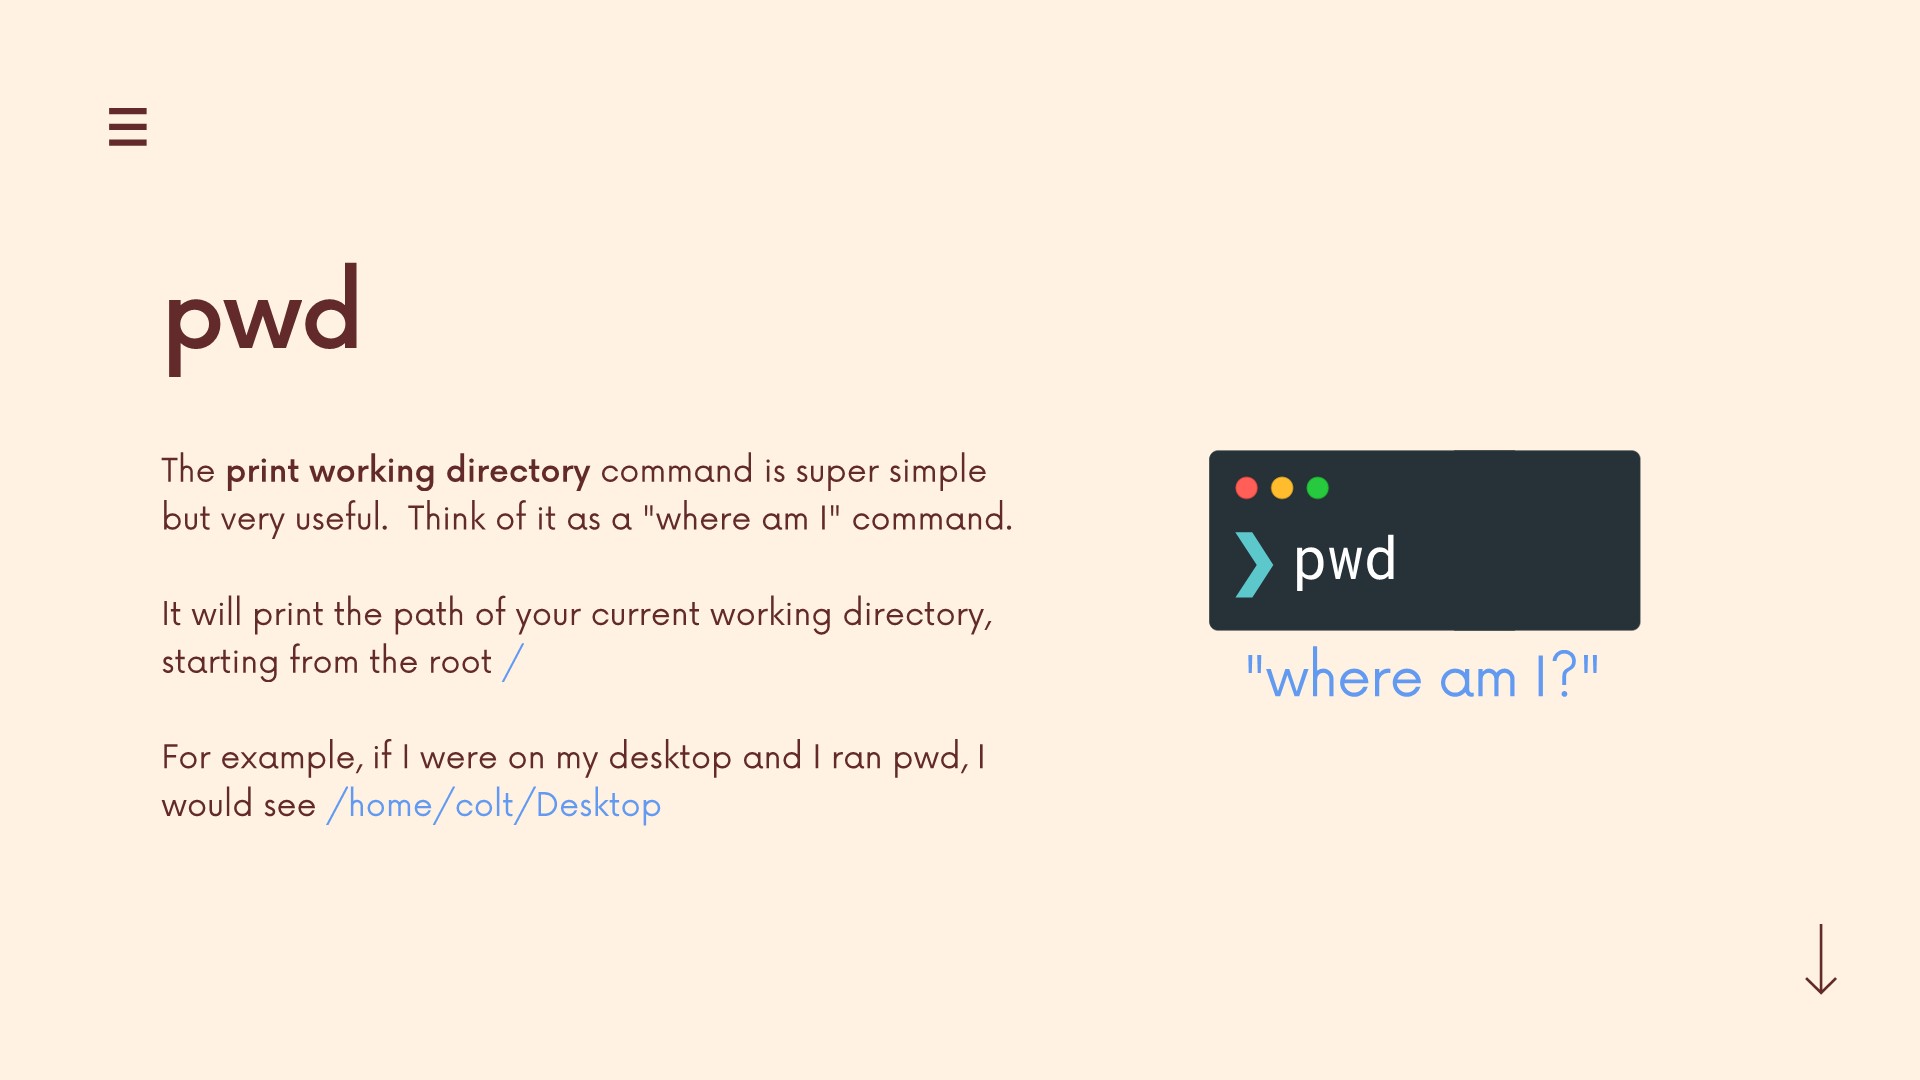 pwd
The print working directory command is super simple
but very useful.  Think of it as a "where am I" command.
It will print the path of your current working directory,
starting from the root /
For example, if I were on my desktop and I ran pwd, I
would see /home/colt/Desktop
❯ pwd
"where am I?"